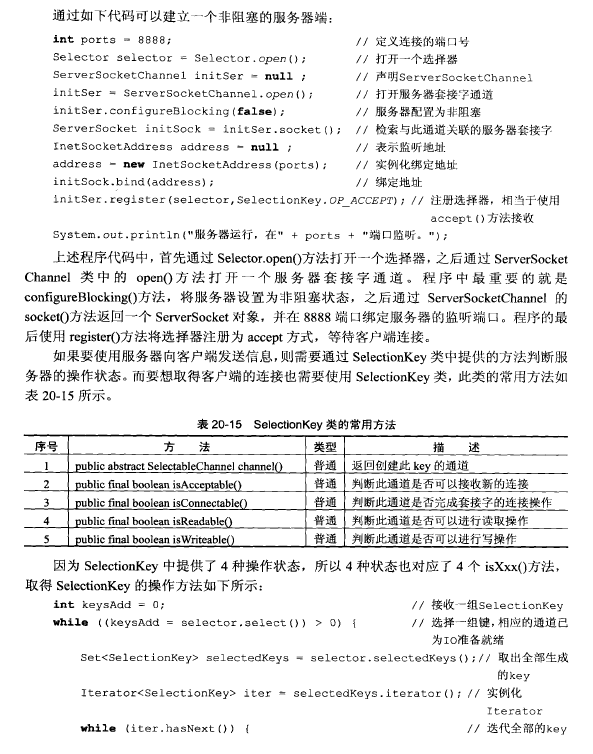 通过如下代码可以建立一个非阻塞的服务器端：
int ports = 8888; // 定义连接的端口号
Selector selector = Selector.open(); // 打开一个选择器
ServerSocketChannel initSer = null ; // 声明ServerSocketChannel
initSer = ServerSocketChannel.open(); // 打开服务器套接字通道
initSer.configureBlocking(false); // 服务器配置为非阻塞
ServerSocket initSock = initSer.socket(); // 检索与此通道关联的服务器套接字
InetSocketAddress address = null ; // 表示监听地址
address = new InetSocketAddress(ports); // 实例化绑定地址
initSock.bind(address); // 绑定地址
initSer.register(selector,SelectionKey.OP_ACCEPT); // 注册选择器，相当于使用
accept()方法接收
System.out.println("服务器运行，在" + ports + "端口监听。");
上述程序代码中，首先通过 Selector.open()方法打开一个选择器，之后通过 ServerSocket
Channel 类中的 open()方法打开一个服务器套接字通道。程序中最重要的就是
configureBlocking()方法，将服务器设置为非阻塞状态，之后通过 ServerSocketChannel 的
socket()方法返回一个 ServerSocket 对象，并在 8888 端口绑定服务器的监听端口。程序的最
后使用 register()方法将选择器注册为 accept 方式，等待客户端连接。
如果要使用服务器向客户端发送信息，则需要通过 SelectionKey 类中提供的方法判断服
务器的操作状态。而要想取得客户端的连接也需要使用 SelectionKey 类，此类的常用方法如
表 20-15 所示。
表 20-15 SelectionKey 类的常用方法
序号 方 法 类型 描 述
1 public abstract SelectableChannel channel() 普通 返回创建此 key 的通道
2 public final boolean isAcceptable() 普通 判断此通道是否可以接收新的连接
3 public final boolean isConnectable() 普通 判断此通道是否完成套接字的连接操作
4 public final boolean isReadable() 普通 判断此通道是否可以进行读取操作
5 public final boolean isWriteable() 普通 判断此通道是否可以进行写操作
因为 SelectionKey 中提供了 4 种操作状态，所以 4 种状态也对应了 4 个 isXxx()方法，
取得 SelectionKey 的操作方法如下所示：
int keysAdd = 0; // 接收一组SelectionKey
while ((keysAdd = selector.select()) > 0) { // 选择一组键，相应的通道已
为IO准备就绪
Set<SelectionKey> selectedKeys = selector.selectedKeys();// 取出全部生成
的key
Iterator<SelectionKey> iter = selectedKeys.iterator(); // 实例化
Iterator
while (iter.hasNext()) { // 迭代全部的key